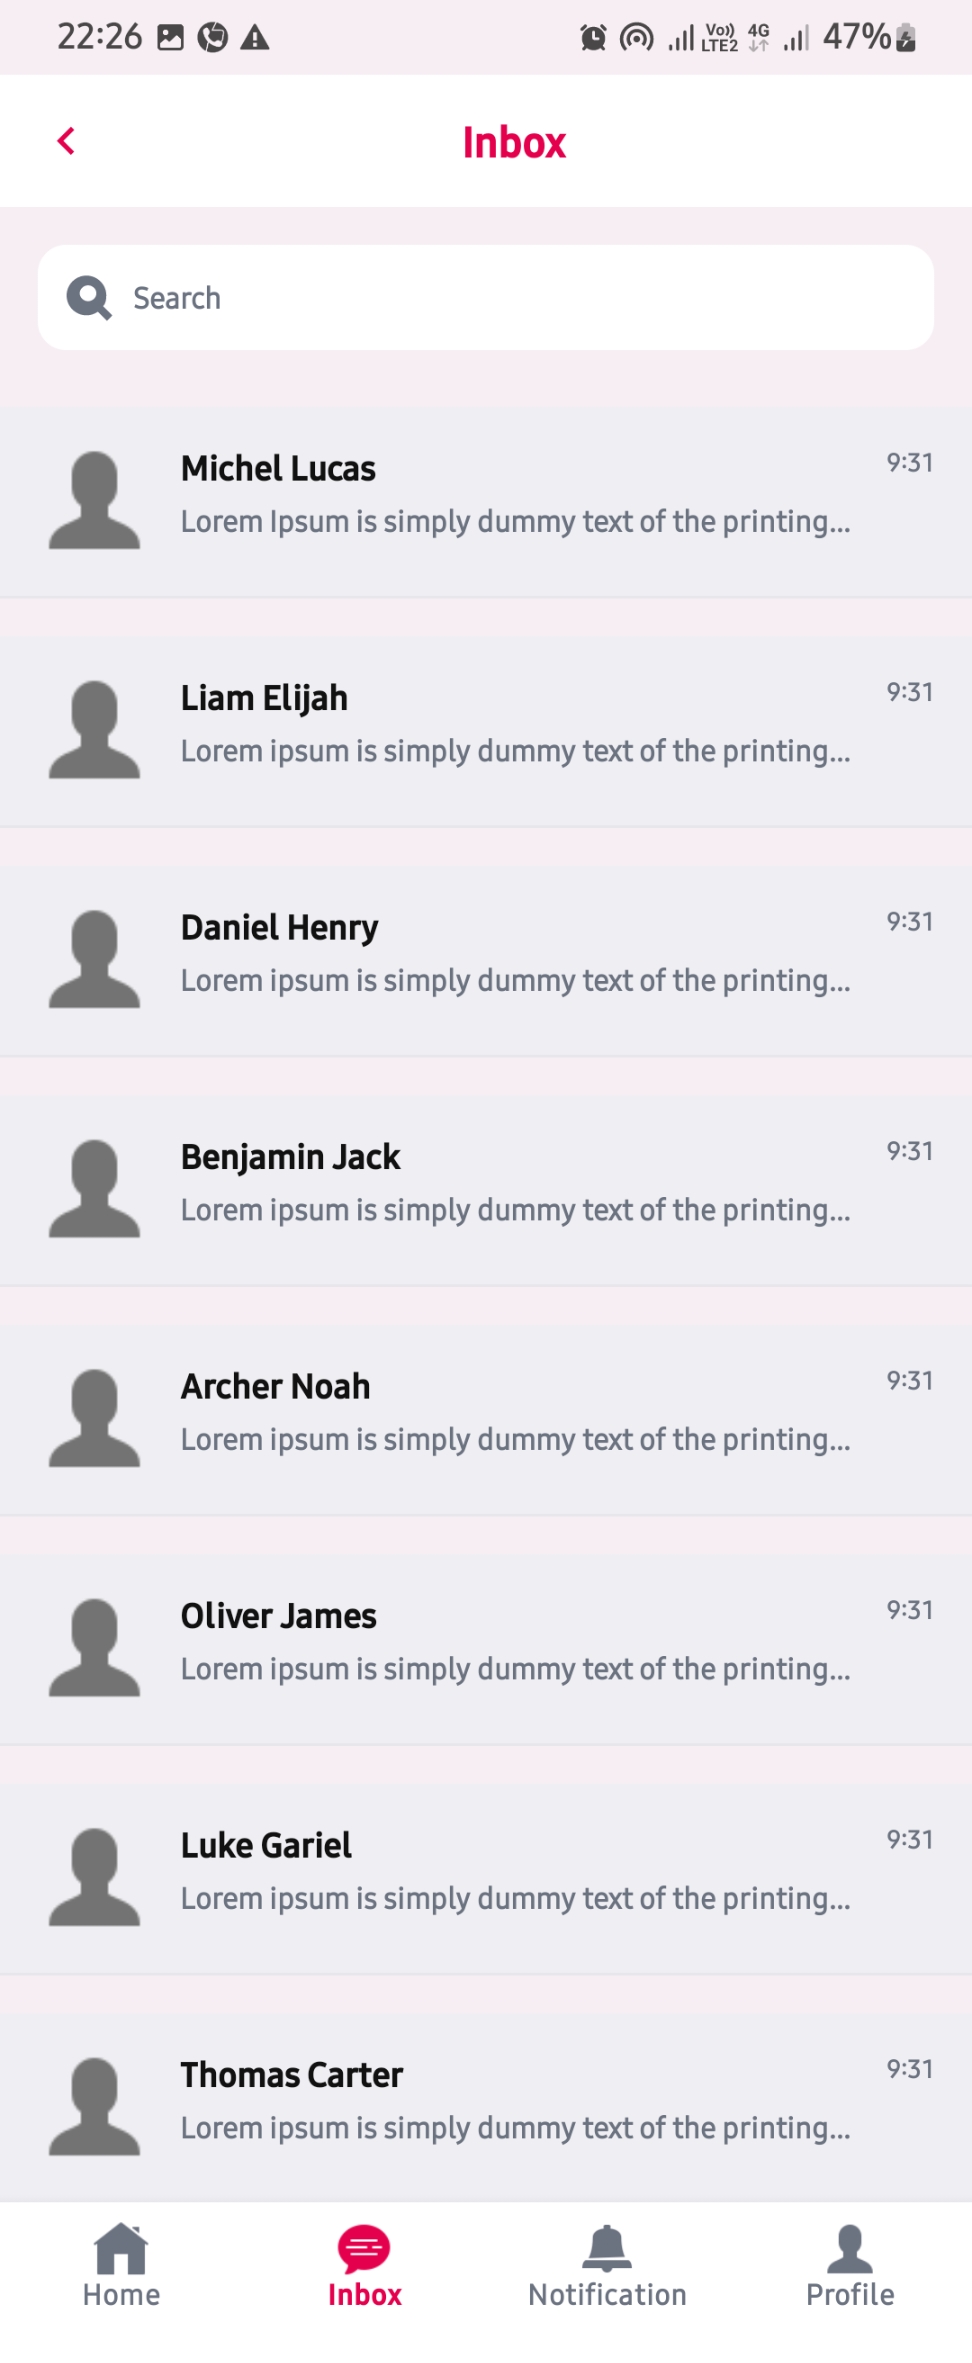 22:26 Vo)) LTE2 4G 47%
Inbox
Search
Michel Lucas 9:31
Lorem Ipsum is simply dummy text of the printing...
Liam Elijah 9:31
Lorem ipsum is simply dummy text of the printing...
Daniel Henry 9:31
Lorem ipsum is simply dummy text of the printing...
Benjamin Jack 9:31
Lorem ipsum is simply dummy text of the printing...
Archer Noah 9:31
Lorem ipsum is simply dummy text of the printing...
Oliver James 9:31
Lorem ipsum is simply dummy text of the printing...
Luke Gariel 9:31
Lorem ipsum is simply dummy text of the printing...
Thomas Carter 9:31
Lorem ipsum is simply dummy text of the printing...
Home Inbox Notification Profile